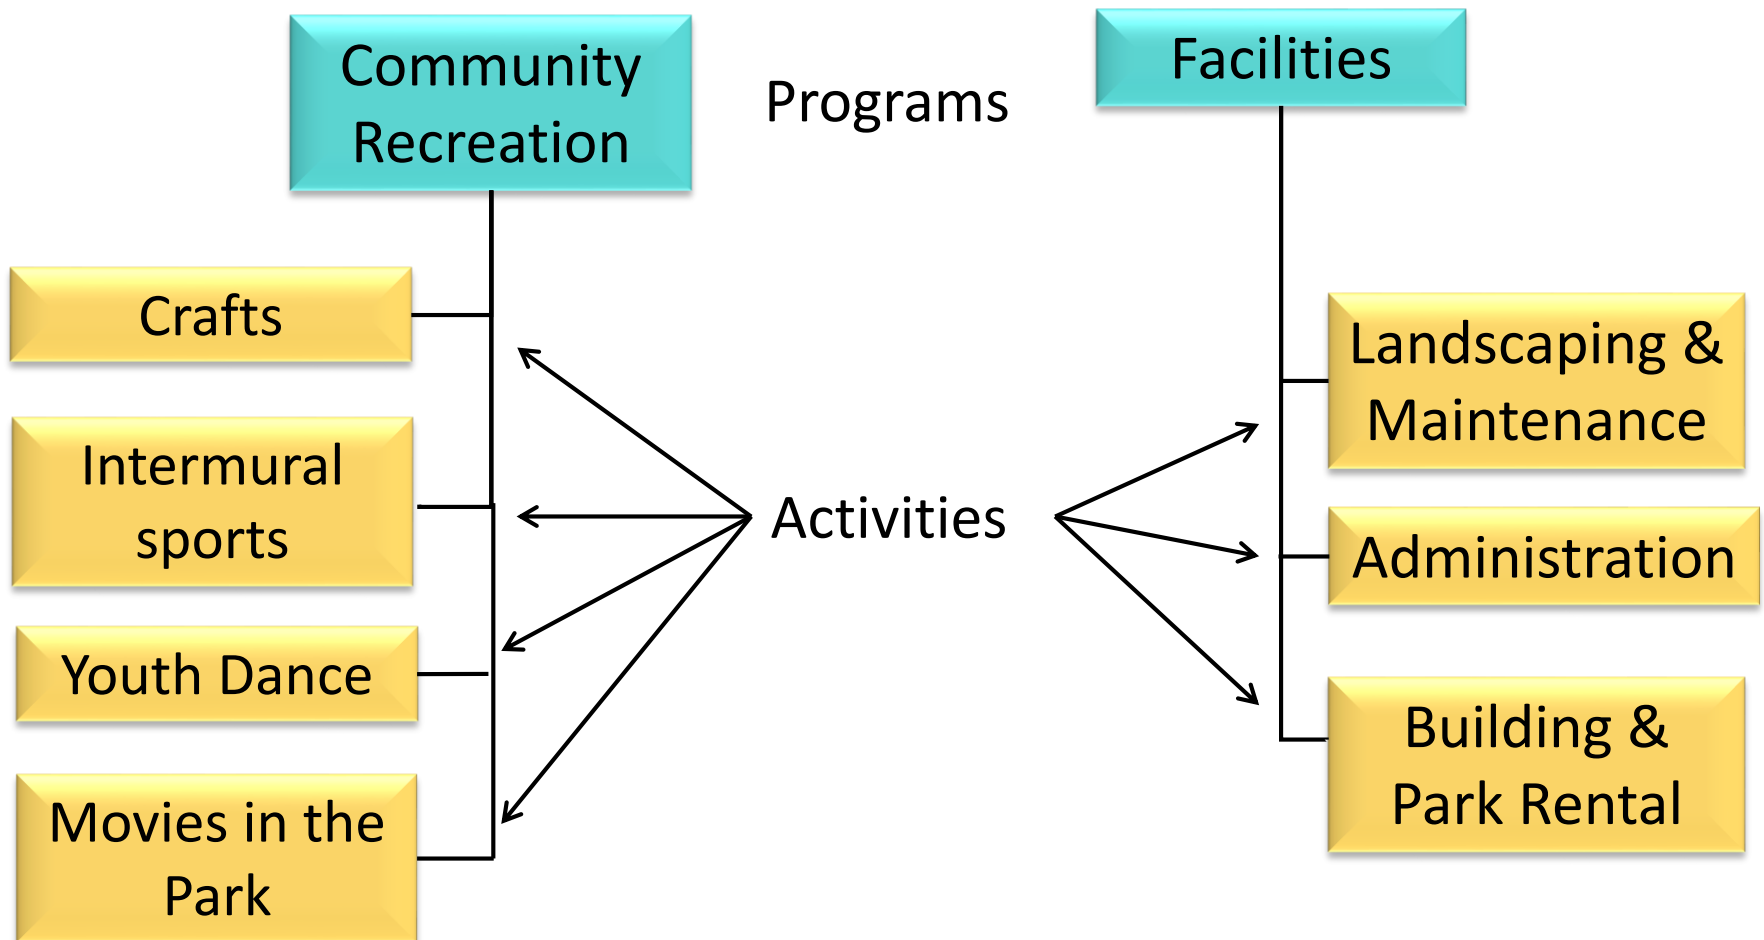 Community
Recreation
Programs
Facilities
Crafts
Intermural
sports
Youth Dance
Movies in the
Park
Activities
Landscaping &
Maintenance
Administration
Building &
Park Rental